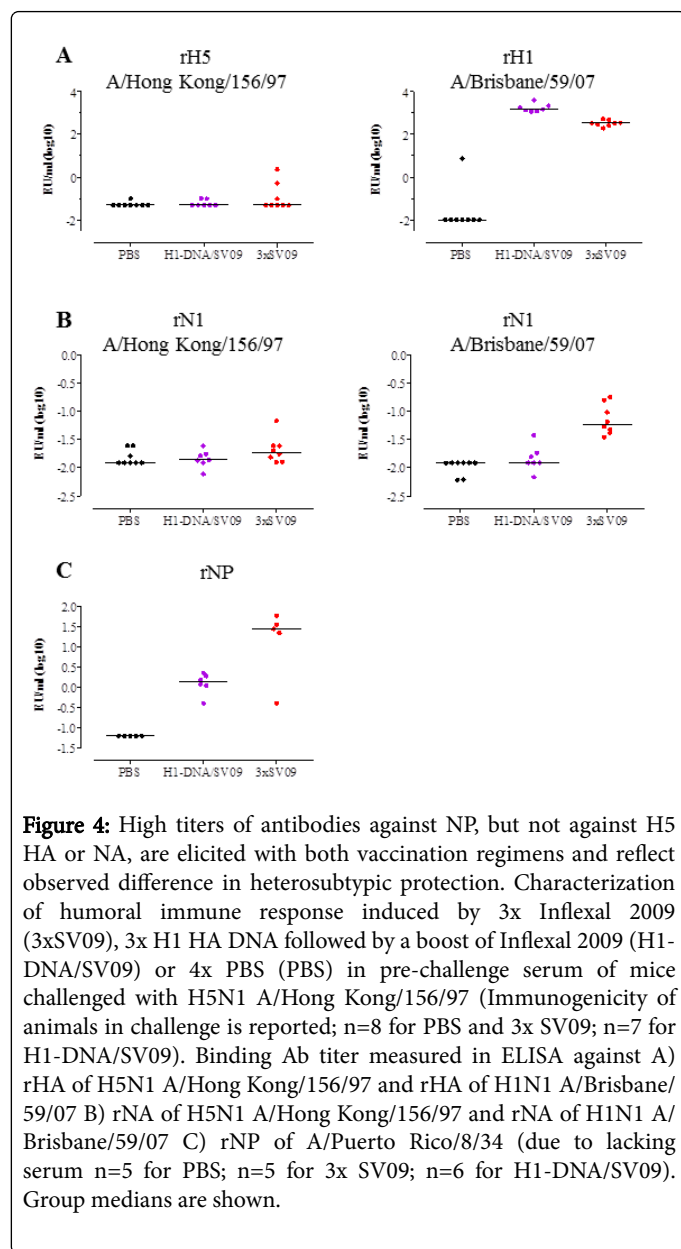 A
rH5
A/Hong Kong/156/97
rH1
A/Brisbane/59/07
EU/ml (log10)
4
2
0
-2
PBS H1-DNA/SV09 3xSV09
EU/ml (log10)
4
2
0
-2
PBS H1-DNA/SV09 3xSV09
B
rN1
A/Hong Kong/156/97
rN1
A/Brisbane/59/07
EU/ml (log10)
0.0
-0.5
-1.0
-1.5
-2.0
-2.5
PBS H1-DNA/SV09 3xSV09
EU/ml (log10)
0.0
-0.5
-1.0
-1.5
-2.0
-2.5
PBS H1-DNA/SV09 3xSV09
C
rNP
EU/ml (log10)
2.0
1.5
1.0
0.5
0.0
-0.5
-1.0
-1.5
PBS H1-DNA/SV09 3xSV09
Figure 4: High titers of antibodies against NP, but not against H5
HA or NA, are elicited with both vaccination regimens and reflect
observed difference in heterosubtypic protection. Characterization
of humoral immune response induced by 3x Inflexal 2009
(3xSV09), 3x H1 HA DNA followed by a boost of Inflexal 2009 (H1-
DNA/SV09) or 4x PBS (PBS) in pre-challenge serum of mice
challenged with H5N1 A/Hong Kong/156/97 (Immunogenicity of
animals in challenge is reported; n=8 for PBS and 3x SV09; n=7 for
H1-DNA/SV09). Binding Ab titer measured in ELISA against A)
rHA of H5N1 A/Hong Kong/156/97 and rHA of H1N1 A/Brisbane/
59/07 B) rNA of H5N1 A/Hong Kong/156/97 and rNA of H1N1 A/
Brisbane/59/07 C) rNP of A/Puerto Rico/8/34 (due to lacking
serum n=5 for PBS; n=5 for 3x SV09; n=6 for H1-DNA/SV09).
Group medians are shown.